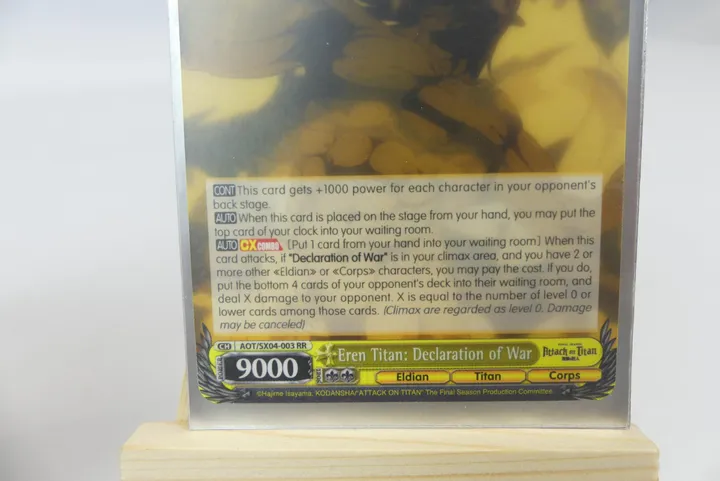 CONT This card gets +1000 power for each character in your opponent's
back stage.
AUTO When this card is placed on the stage from your hand, you may put the
top card of your clock into your waiting room.
AUTO CX COMBO [Put 1 card from your hand into your waiting room] When this
card attacks, if "Declaration of War" is in your climax area, and you have 2 or
more other «Eldian» or «Corps» characters, you may pay the cost. If you do,
put the bottom 4 cards of your opponent's deck into their waiting room, and
deal X damage to your opponent. X is equal to the number of level 0 or
lower cards among those cards. (Climax are regarded as level 0. Damage
may be canceled)
CH AOT/SX04-003 RR
Eren Titan: Declaration of War
Attack on Titan
POWER 9000 SOUL
Eldian Titan Corps
©Hajime Isayama, KODANSHA/"ATTACK ON TITAN" The Final Season Production Committee.